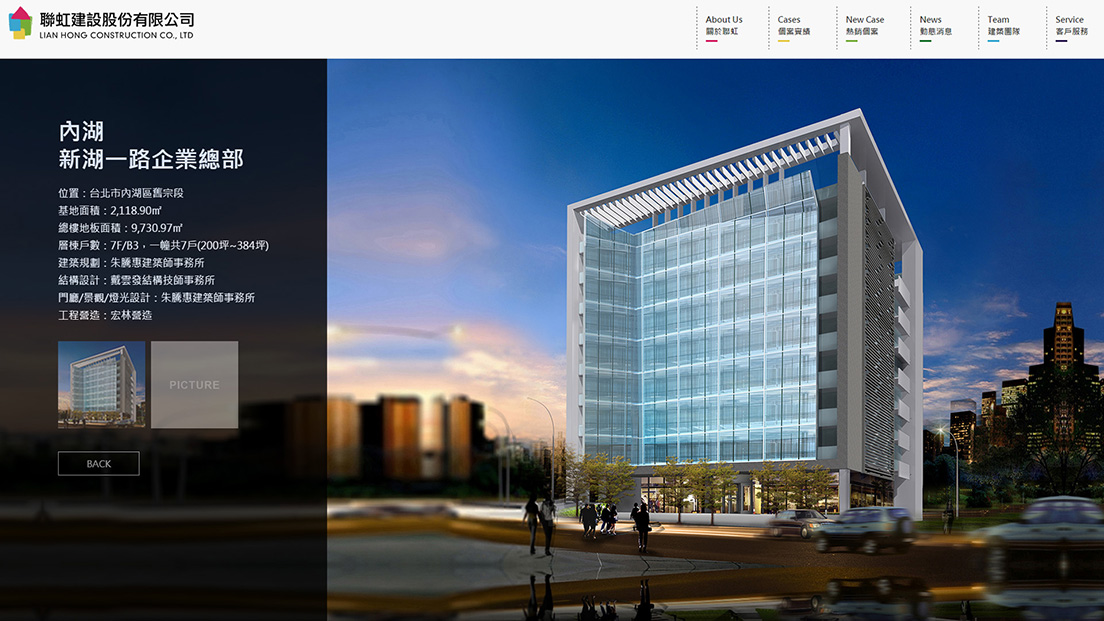 聯虹建設股份有限公司
LIAN HONG CONSTRUCTION CO., LTD
About Us
關於聯虹
Cases
個案實績
New Case
熱銷個案
News
動態消息
Team
建築團隊
Service
客戶服務
內湖
新湖一路企業總部
位置：台北市內湖區舊宗段
基地面積：2,118.90㎡
總樓地板面積：9,730.97㎡
層棟戶數：7F/B3，一幢共7戶(200坪~384坪)
建築規劃：朱騰惠建築師事務所
結構設計：戴雲發結構技師事務所
門廳/景觀/燈光設計：朱騰惠建築師事務所
工程營造：宏林營造
PICTURE
BACK